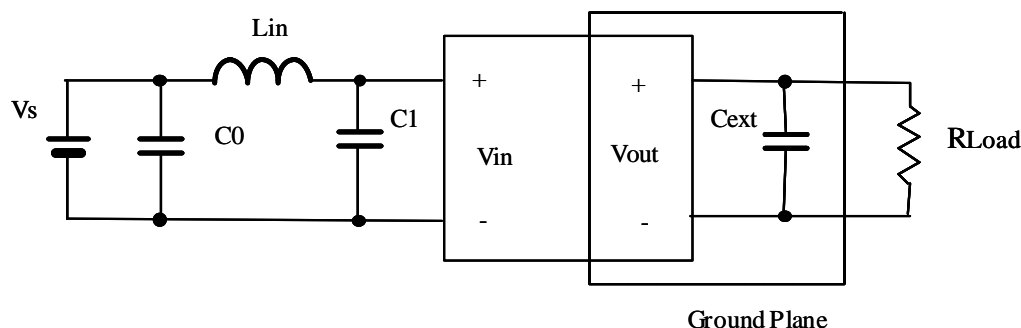 Lin
Vs
C0
C1
+
Vin
-
+
Vout
-
Cext
RLoad
Ground Plane